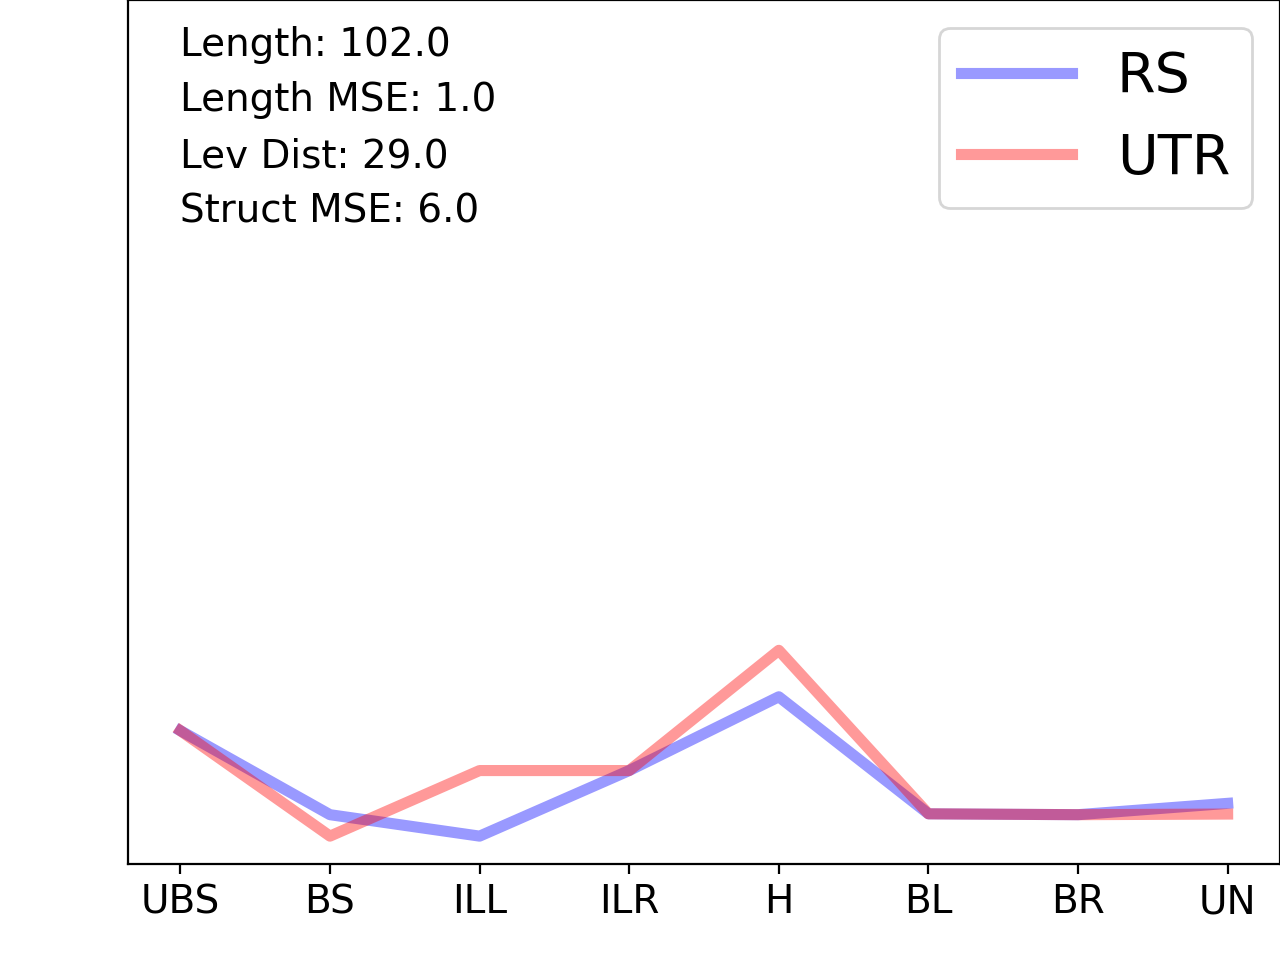 Length: 102.0
Length MSE: 1.0
Lev Dist: 29.0
Struct MSE: 6.0
RS
UTR
UBS BS ILL ILR H BL BR UN